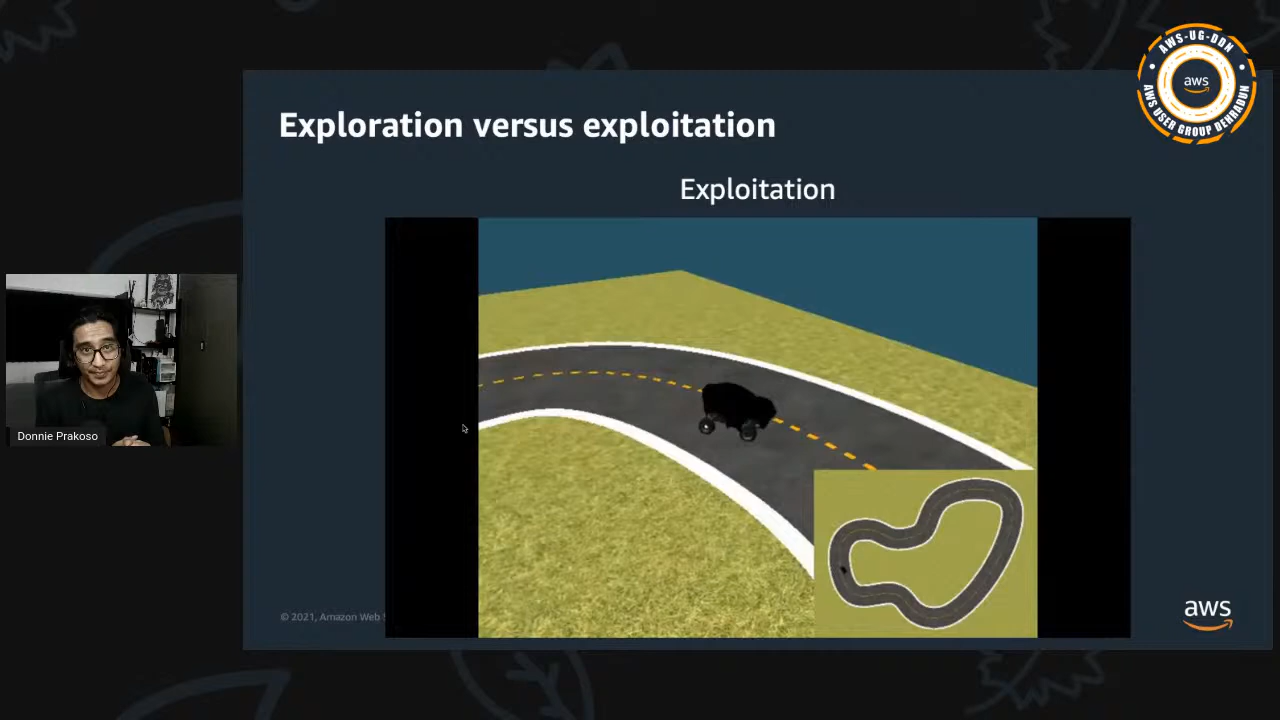 AWS-UG-DDN
aws
AWS USER GROUP DEHRADUN
Exploration versus exploitation
Exploitation
Donnie Prakoso
© 2021, Amazon Web
aws